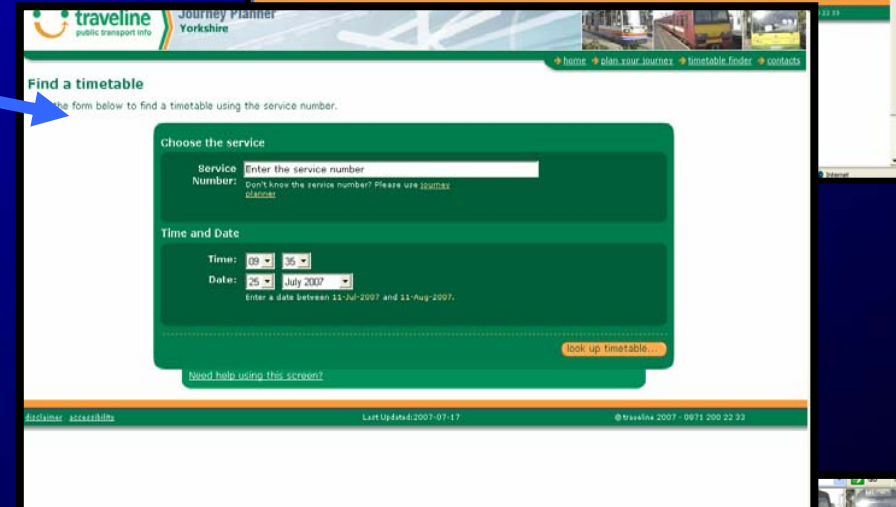 traveline
public transport info
Journey Planner
Yorkshire
home plan your journey timetable finder contacts
Find a timetable
the form below to find a timetable using the service number.
Choose the service
Service Number: Enter the service number
Don't know the service number? Please use journey planner
Time and Date
Time: 09 35
Date: 25 July 2007
Enter a date between 11-Jul-2007 and 11-Aug-2007.
look up timetable...
Need help using this screen?
disclaimer accessibility Last Updated:2007-07-17 © traveline 2007 - 0871 200 22 33
22 33
Internet